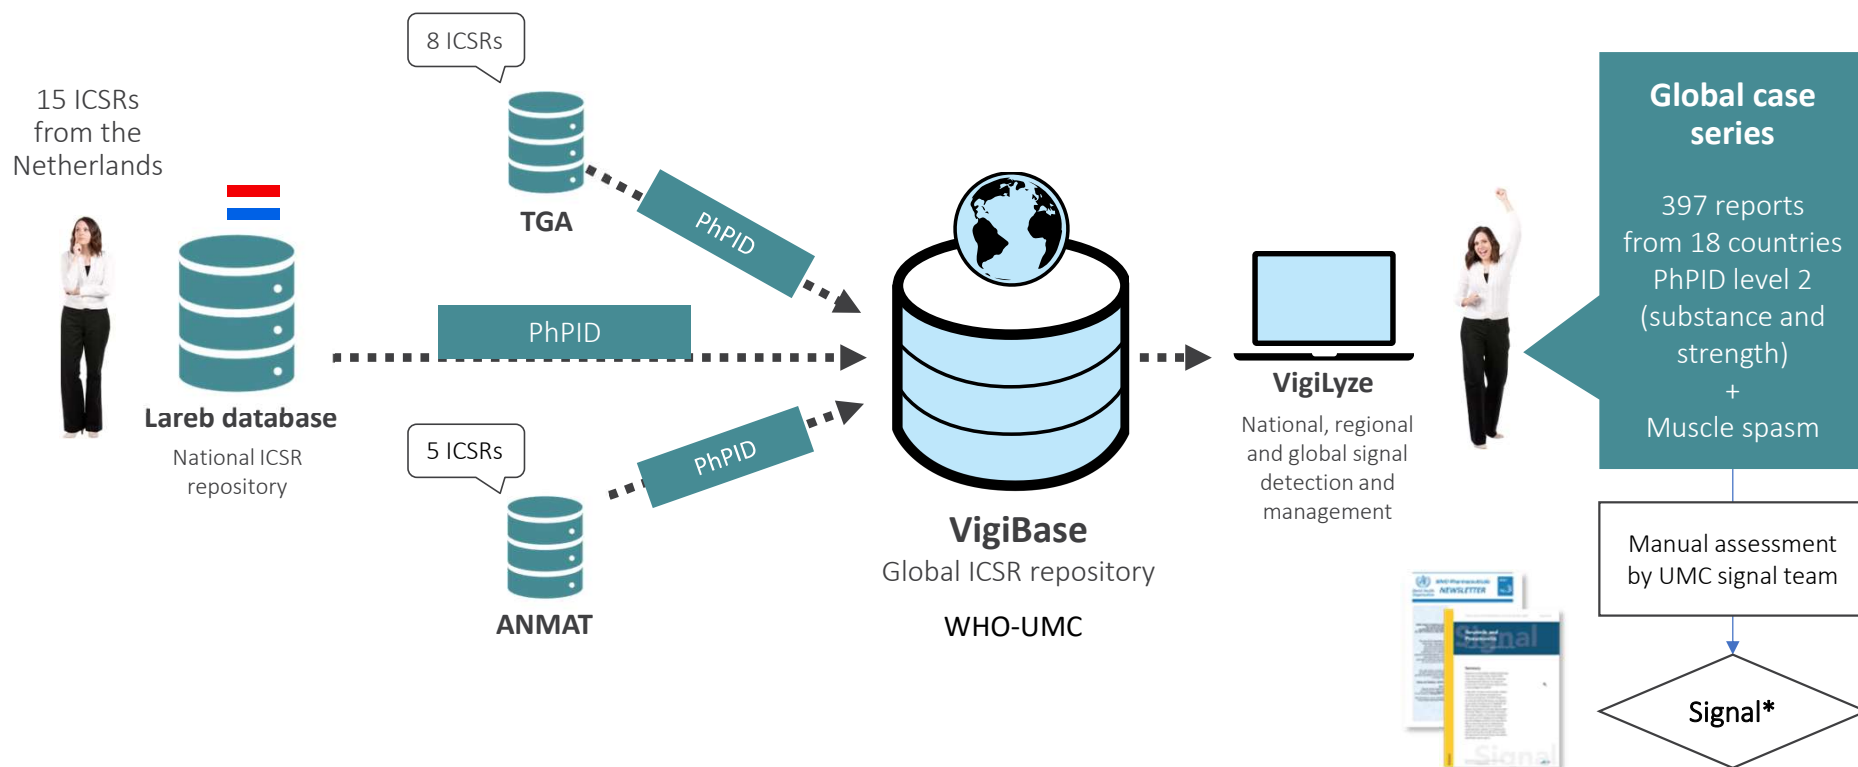 15 ICSRs
from the
Netherlands
Lareb database
National ICSR
repository
8 ICSRs
TGA
PhPID
PhPID
5 ICSRs
ANMAT
PhPID
VigiBase
Global ICSR repository
WHO-UMC
VigiLyze
National, regional
and global signal
detection and
management
Global case
series
397 reports
from 18 countries
PhPID level 2
(substance and
strength)
+
Muscle spasm
Manual assessment
by UMC signal team
Signal*
NEWSLETTER
Signal
Signal